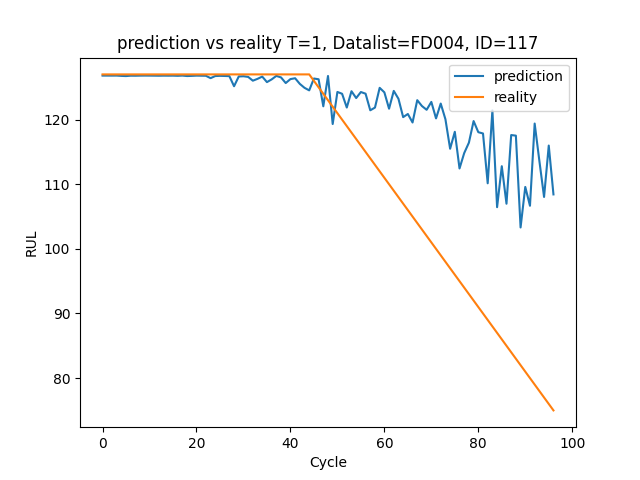 prediction vs reality T=1, Datalist=FD004, ID=117
prediction
reality
RUL
120
110
100
90
80
0
20
40
60
80
100
Cycle